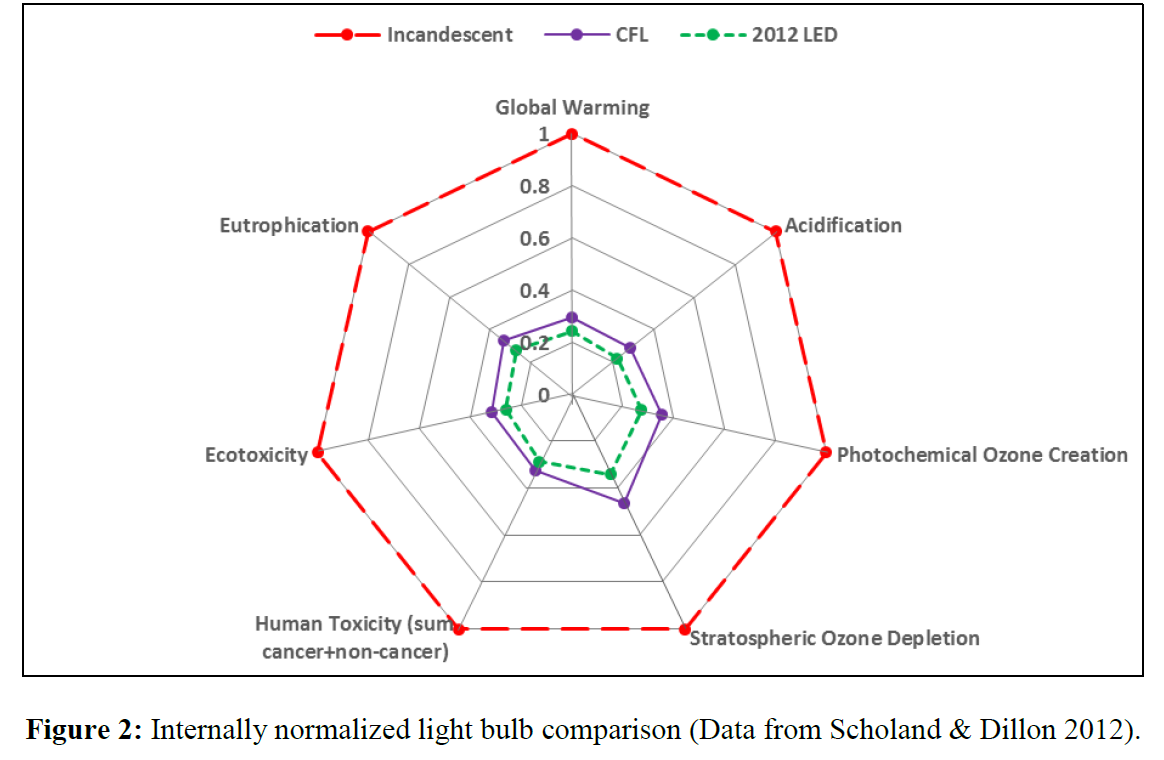 Incandescent CFL 2012 LED
Global Warming
1
0.8
Eutrophication
Acidification
0.6
0.4
0.2
0
Ecotoxicity
Photochemical Ozone Creation
Human Toxicity (sum
cancer+non-cancer)
Stratospheric Ozone Depletion
Figure 2: Internally normalized light bulb comparison (Data from Scholand & Dillon 2012).